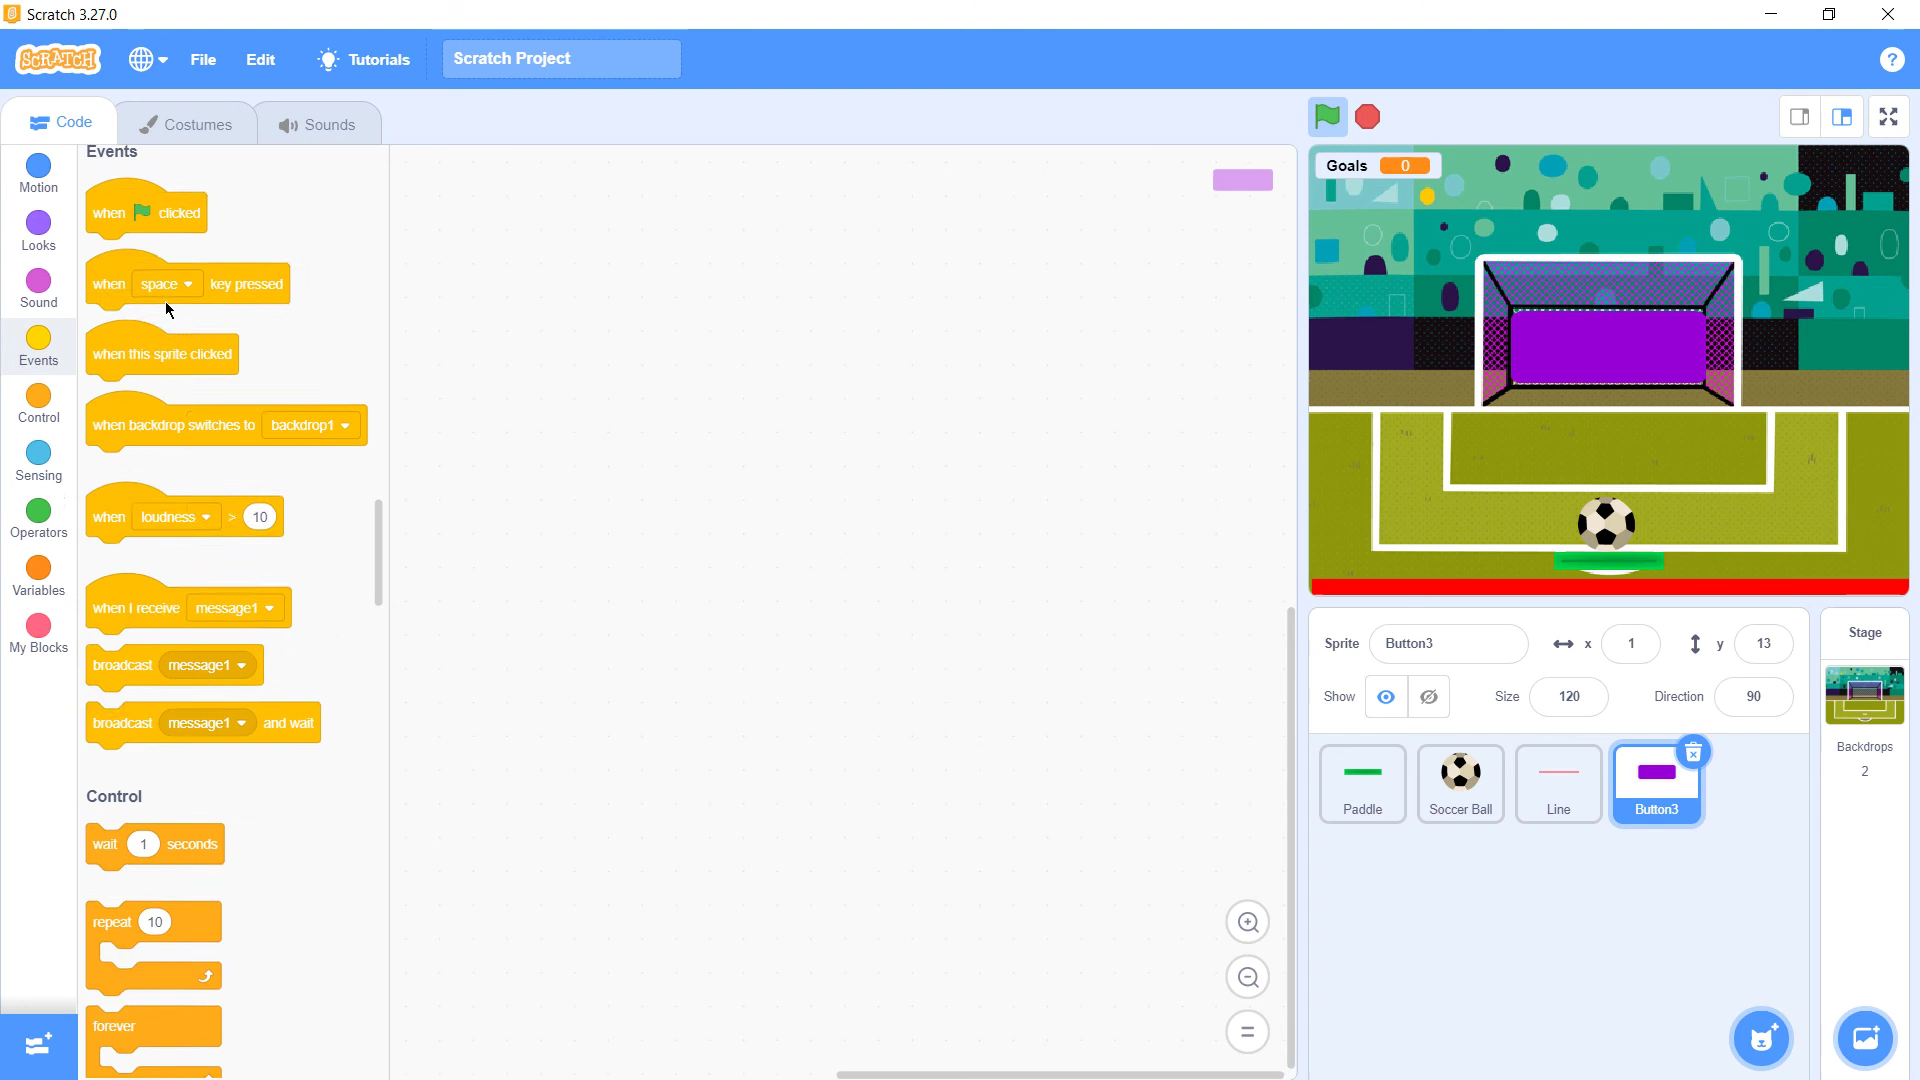 Scratch 3.27.0
SCRATCH
File
Edit
Tutorials
Scratch Project
?
Code
Costumes
Sounds
Motion
Looks
Sound
Events
Control
Sensing
Operators
Variables
My Blocks
Events
when clicked
when space key pressed
when this sprite clicked
when backdrop switches to backdrop1
when loudness > 10
when I receive message1
broadcast message1
broadcast message1 and wait
Control
wait 1 seconds
repeat 10
forever
Goals 0
Sprite Button3 x 1 y 13
Show Size 120 Direction 90
Paddle
Soccer Ball
Line
Button3
Stage
Backdrops
2